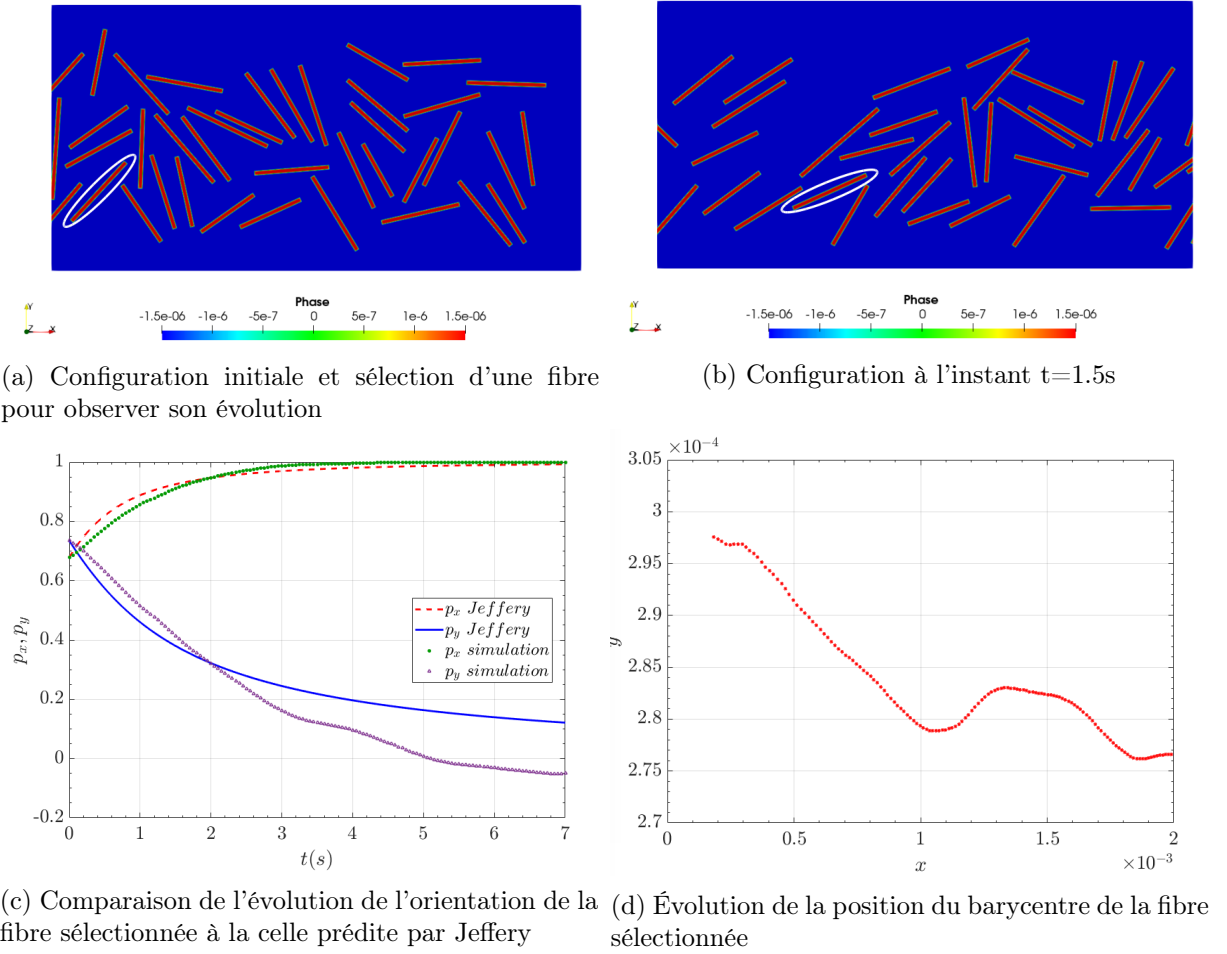 Phase
-1.5e-06 -1e-6 -5e-7 0 5e-7 1e-6 1.5e-06
Y
Z X
Phase
-1.5e-06 -1e-6 -5e-7 0 5e-7 1e-6 1.5e-06
Y
Z X
(a) Configuration initiale et sélection d'une fibre
pour observer son évolution
(b) Configuration à l'instant t=1.5s
1
0.8
0.6
0.4
0.2
0
-0.2
p_x, p_y
0 1 2 3 4 5 6 7
t(s)
p_x Jeffery
p_y Jeffery
p_x simulation
p_y simulation
×10⁻⁴
3.05
3
2.95
2.9
2.85
2.8
2.75
2.7
y
0 0.5 1 1.5 2
x
×10⁻³
(c) Comparaison de l'évolution de l'orientation de la
fibre sélectionnée à la celle prédite par Jeffery
(d) Évolution de la position du barycentre de la fibre
sélectionnée